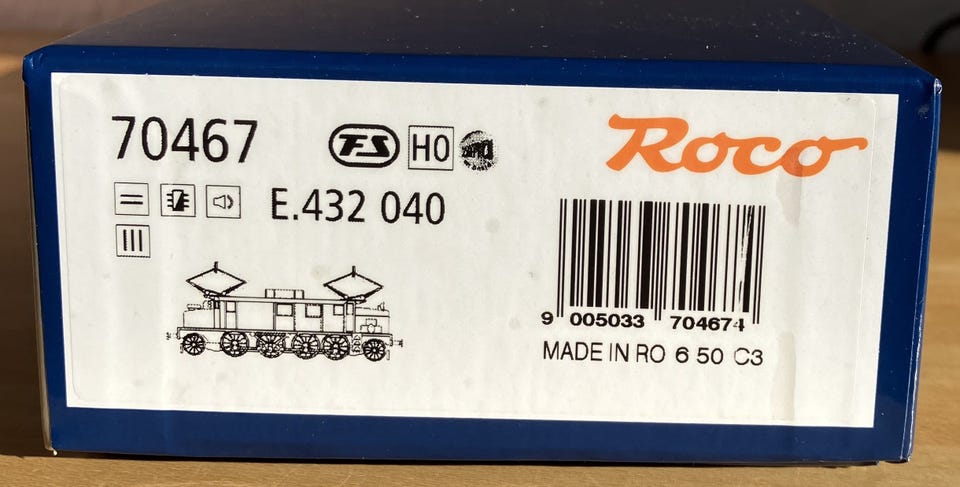 70467 FS H0 Roco
E.432 040
III
9 005033 704674
MADE IN RO 6 50 C3